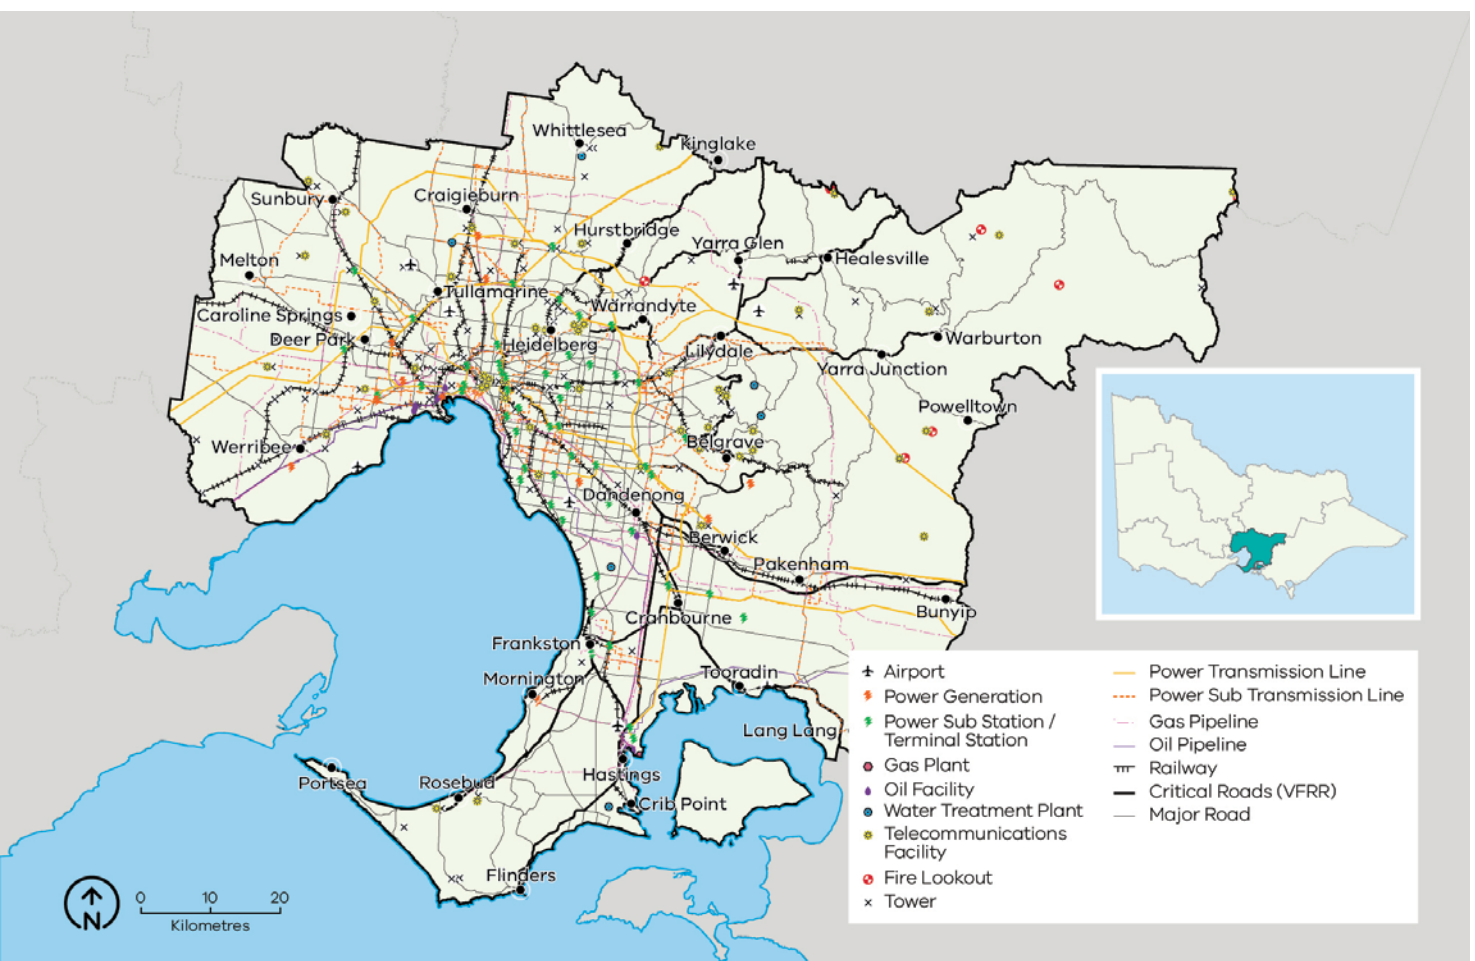 Whittlesea
Kinglake
Sunbury
Craigieburn
Hurstbridge
Yarra Glen
Healesville
Melton
Tullamarine
Warrandyte
Caroline Springs
Deer Park
Heidelberg
Lilydale
Warburton
Yarra Junction
Powelltown
Werribee
Belgrave
Dandenong
Berwick
Pakenham
Bunyip
Cranbourne
Frankston
Mornington
Tooradin
Lang Lang
Hastings
Portsea
Rosebud
Crib Point
Flinders
N
0 10 20
Kilometres
Airport
Power Generation
Power Sub Station /
Terminal Station
Gas Plant
Oil Facility
Water Treatment Plant
Telecommunications
Facility
Fire Lookout
Tower
Power Transmission Line
Power Sub Transmission Line
Gas Pipeline
Oil Pipeline
Railway
Critical Roads (VFRR)
Major Road